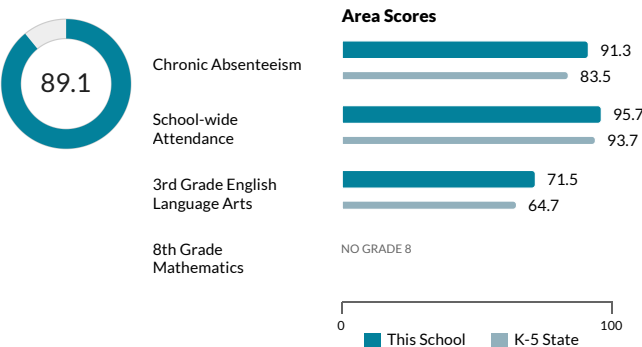 Area Scores
89.1
Chronic Absenteeism
91.3
83.5
School-wide
Attendance
95.7
93.7
3rd Grade English
Language Arts
71.5
64.7
8th Grade
Mathematics
NO GRADE 8
0
100
This School
K-5 State